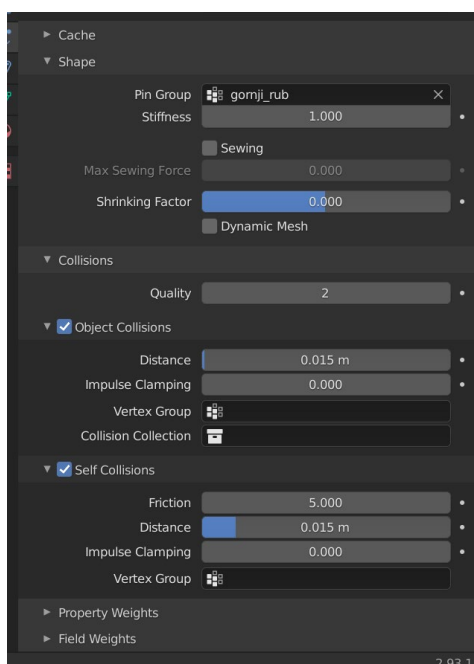 Cache
Shape
Pin Group gornji_rub
Stiffness 1.000
Sewing
Max Sewing Force 0.000
Shrinking Factor 0.000
Dynamic Mesh
Collisions
Quality 2
Object Collisions
Distance 0.015 m
Impulse Clamping 0.000
Vertex Group
Collision Collection
Self Collisions
Friction 5.000
Distance 0.015 m
Impulse Clamping 0.000
Vertex Group
Property Weights
Field Weights
2.93.1